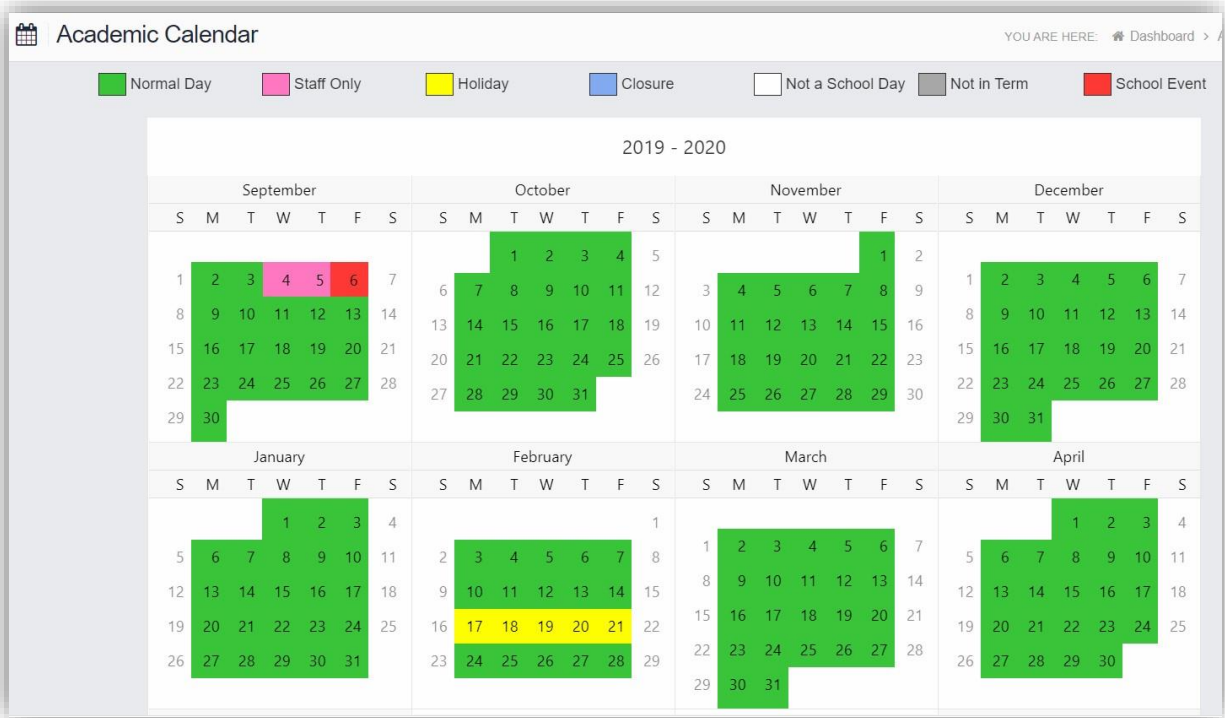 Academic Calendar
YOU ARE HERE: Dashboard >
Normal Day Staff Only Holiday Closure Not a School Day Not in Term School Event
2019 - 2020
September October November December
S M T W T F S S M T W T F S S M T W T F S S M T W T F S
1 2 3 4 5 1 2
1 2 3 4 5 6 7 6 7 8 9 10 11 12 3 4 5 6 7 8 9 1 2 3 4 5 6 7
8 9 10 11 12 13 14 13 14 15 16 17 18 19 10 11 12 13 14 15 16 8 9 10 11 12 13 14
15 16 17 18 19 20 21 20 21 22 23 24 25 26 17 18 19 20 21 22 23 15 16 17 18 19 20 21
22 23 24 25 26 27 28 27 28 29 30 31 24 25 26 27 28 29 30 22 23 24 25 26 27 28
29 30 29 30 31
January February March April
S M T W T F S S M T W T F S S M T W T F S S M T W T F S
1 2 3 4 1 1 2 3 4
5 6 7 8 9 10 11 2 3 4 5 6 7 8 1 2 3 4 5 6 7 5 6 7 8 9 10 11
12 13 14 15 16 17 18 9 10 11 12 13 14 15 8 9 10 11 12 13 14 12 13 14 15 16 17 18
19 20 21 22 23 24 25 16 17 18 19 20 21 22 15 16 17 18 19 20 21 19 20 21 22 23 24 25
26 27 28 29 30 31 23 24 25 26 27 28 29 22 23 24 25 26 27 28 26 27 28 29 30
29 30 31